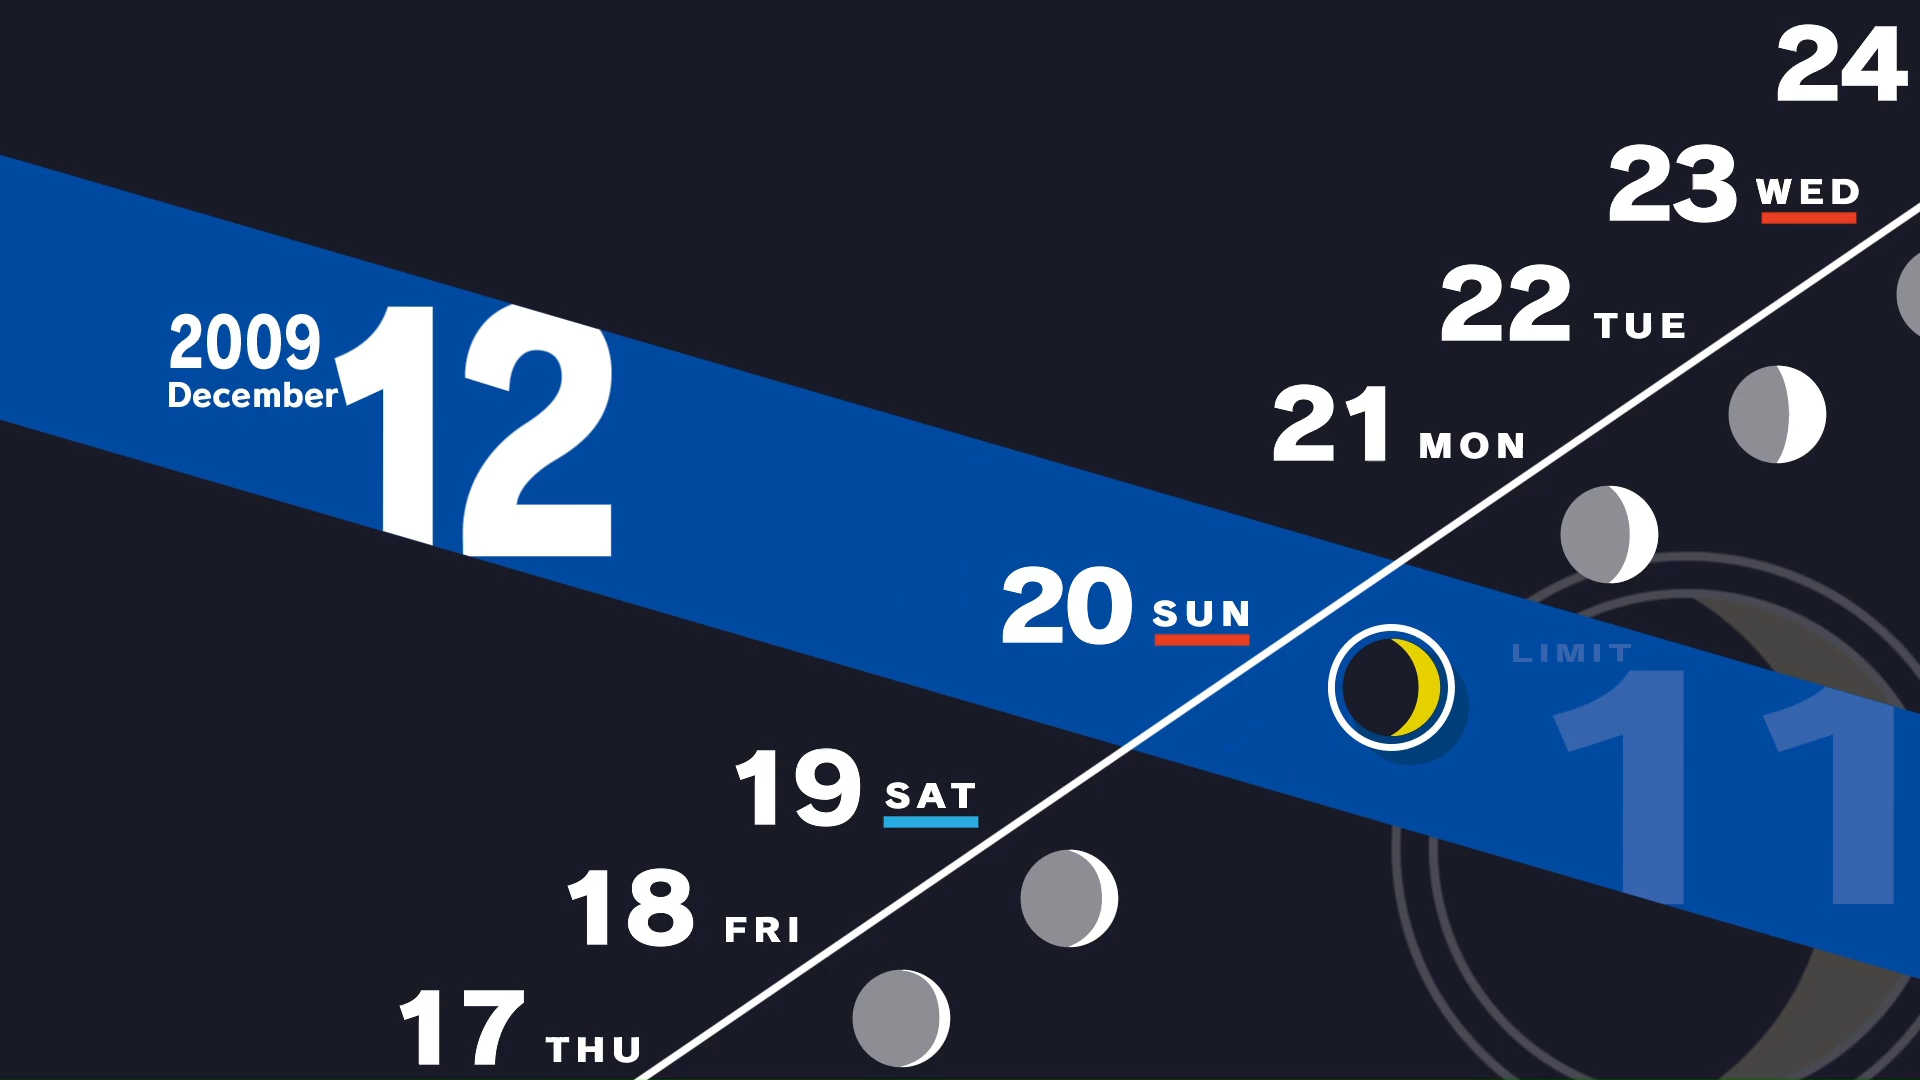 24
23 WED
22 TUE
21 MON
2009
December
12
20 SUN
LIMIT
11
19 SAT
18 FRI
17 THU